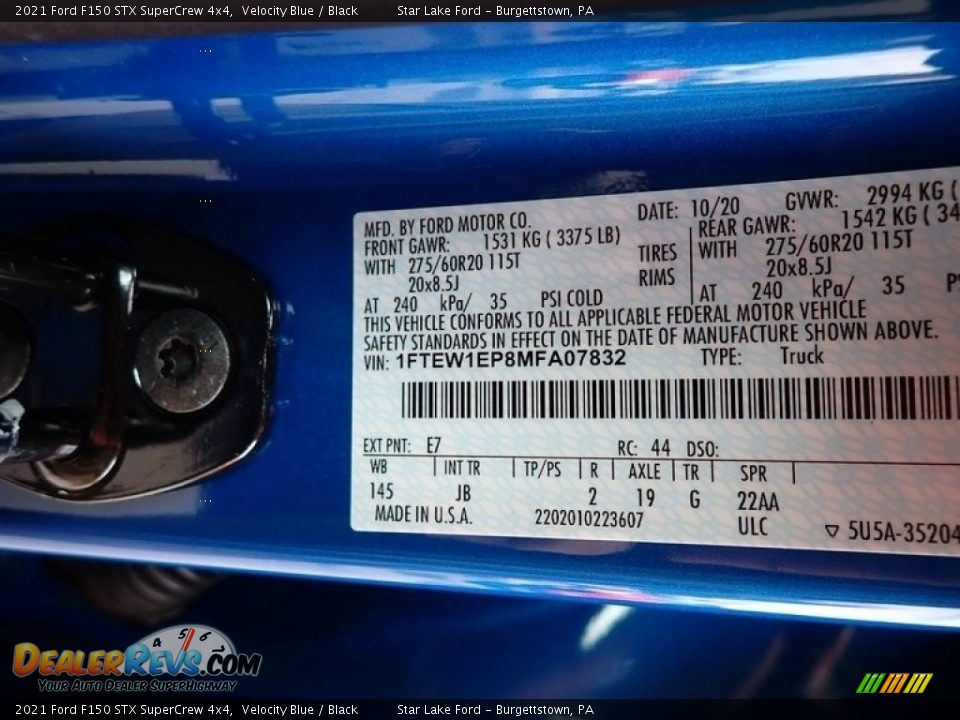 2021 Ford F150 STX SuperCrew 4x4, Velocity Blue / Black Star Lake Ford - Burgettstown, PA
MFD. BY FORD MOTOR CO. DATE: 10/20 GVWR: 2994 KG (
FRONT GAWR: 1531 KG ( 3375 LB) REAR GAWR: 1542 KG ( 34
WITH 275/60R20 115T TIRES WITH 275/60R20 115T
20x8.5J RIMS 20x8.5J
AT 240 kPa/ 35 PSI COLD AT 240 kPa/ 35 PS
THIS VEHICLE CONFORMS TO ALL APPLICABLE FEDERAL MOTOR VEHICLE
SAFETY STANDARDS IN EFFECT ON THE DATE OF MANUFACTURE SHOWN ABOVE.
VIN: 1FTEW1EP8MFA07832 TYPE: Truck
EXT PNT: E7 RC: 44 DSO:
WB INT TR TP/PS R AXLE TR SPR
145 JB 2 19 G 22AA
MADE IN U.S.A. 2202010223607 ULC ▽ 5U5A-35204
4 5 6
DEALERREVS.COM
YOUR AUTO DEALER SUPERHIGHWAY
2021 Ford F150 STX SuperCrew 4x4, Velocity Blue / Black Star Lake Ford - Burgettstown, PA